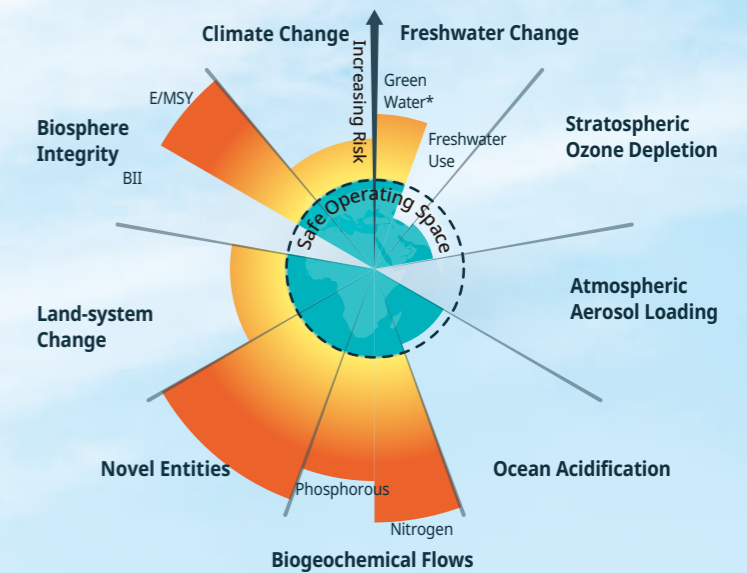 Climate Change
Freshwater Change
Increasing Risk
Green
Water*
Freshwater
Use
E/MSY
Biosphere
Integrity
BII
Stratospheric
Ozone Depletion
Safe Operating Space
Land-system
Change
Atmospheric
Aerosol Loading
Novel Entities
Ocean Acidification
Phosphorous
Nitrogen
Biogeochemical Flows